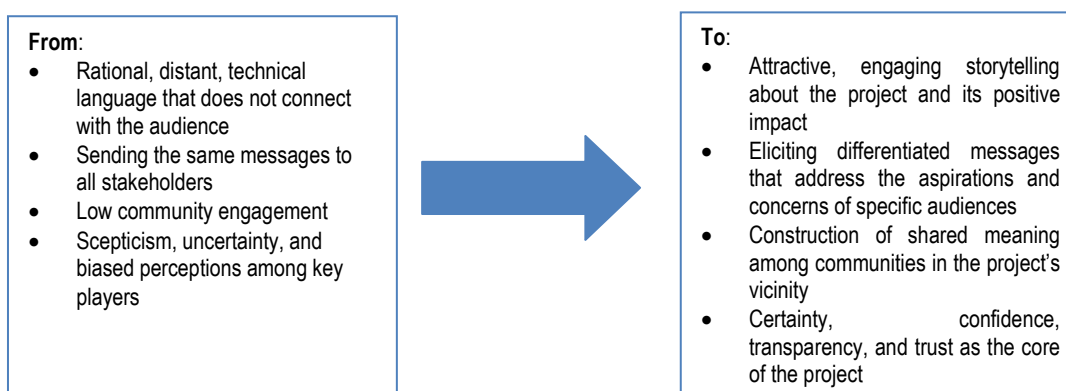 From:
• Rational, distant, technical
language that does not connect
with the audience
• Sending the same messages to
all stakeholders
• Low community engagement
• Scepticism, uncertainty, and
biased perceptions among key
players
To:
• Attractive, engaging storytelling
about the project and its positive
impact
• Eliciting differentiated messages
that address the aspirations and
concerns of specific audiences
• Construction of shared meaning
among communities in the project's
vicinity
• Certainty, confidence,
transparency, and trust as the core
of the project